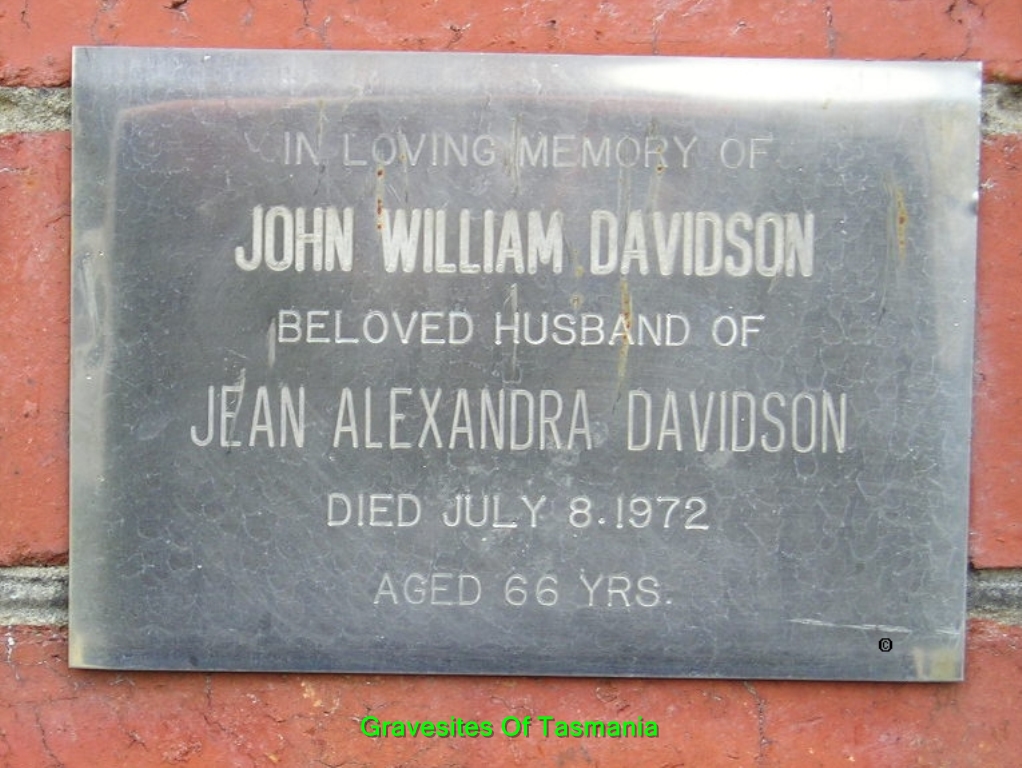 IN LOVING MEMORY OF
JOHN WILLIAM DAVIDSON
BELOVED HUSBAND OF
JEAN ALEXANDRA DAVIDSON
DIED JULY 8.1972
AGED 66 YRS.
©
Gravesites Of Tasmania